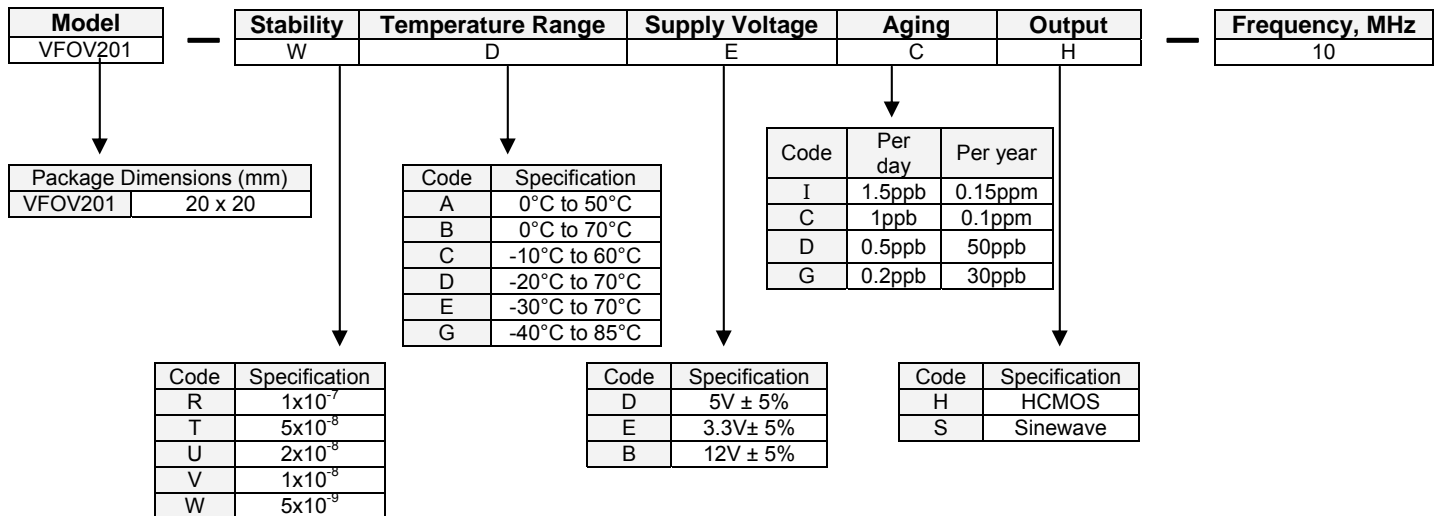 Model
VFOV201
Stability Temperature Range Supply Voltage Aging Output
W D E C H
Frequency, MHz
10
Package Dimensions (mm)
VFOV201 20 x 20
Code Specification
A 0°C to 50°C
B 0°C to 70°C
C -10°C to 60°C
D -20°C to 70°C
E -30°C to 70°C
G -40°C to 85°C
Code Per day Per year
I 1.5ppb 0.15ppm
C 1ppb 0.1ppm
D 0.5ppb 50ppb
G 0.2ppb 30ppb
Code Specification
R 1x10⁻⁷
T 5x10⁻⁸
U 2x10⁻⁸
V 1x10⁻⁸
W 5x10⁻⁹
Code Specification
D 5V ± 5%
E 3.3V± 5%
B 12V ± 5%
Code Specification
H HCMOS
S Sinewave